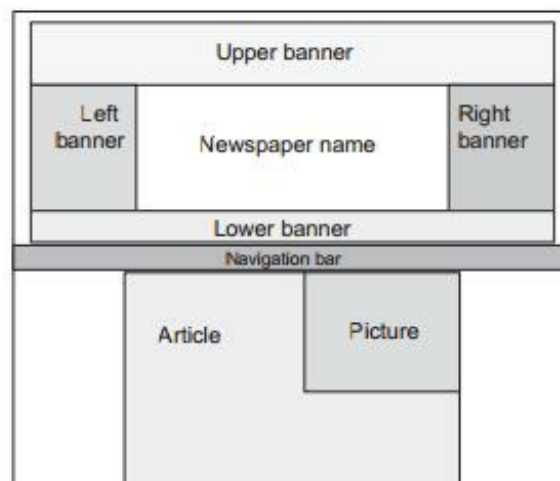 Upper banner
Left
banner
Newspaper name
Right
banner
Lower banner
Navigation bar
Article
Picture